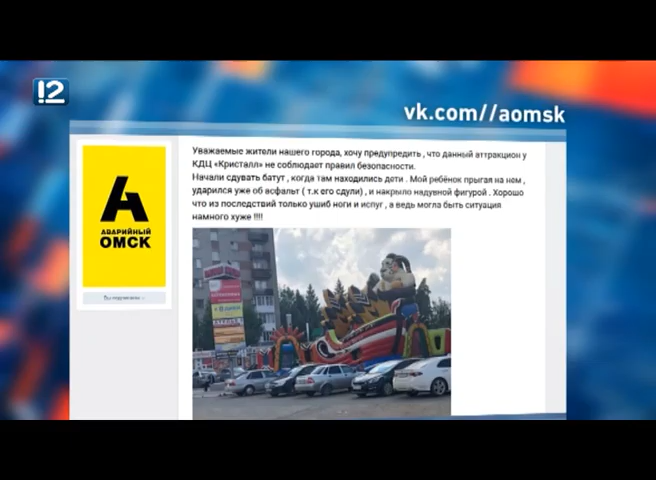 12
vk.com//aomsk
Уважаемые жители нашего города, хочу предупредить , что данный аттракцион у
КДЦ «Кристалл» не соблюдает правил безопасности.
Начали сдувать батут , когда там находились дети . Мой ребёнок прыгая на нем ,
ударился уже об асфальт ( т.к его сдули) , и накрыло надувной фигурой . Хорошо
что из последствий только ушиб ноги и испуг , а ведь могла быть ситуация
намного хуже !!!!
А
АВАРИЙНЫЙ
ОМСК
Вы подписаны